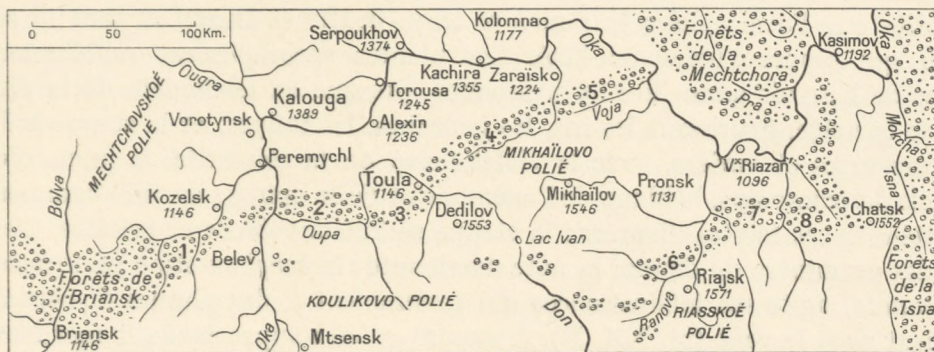 0 50 100 Km.
Kolomna
1177
Serpoukhov
1374
Oka
Forêts
de la
Mechtchora
Kasimov
1152
Oka
Ougra
Kachira
1355
Zaraïsk
1224
Torousa
1245
Pra
MECHTCHOVSKOÉ
POLIÉ
Kalouga
1389
Vorotynsk
Alexin
1236
5
Voja
4
Mokcha
Peremychl
MIKHAÏLOVO
POLIÉ
Vx Riazan'
1096
Tsna
Bolva
Kozelsk
1146
Toula
1146
Mikhaïlov
1546
Pronsk
1131
2
3
Oupa
Dedilov
1553
7
8
Chatsk
1552
1
Belev
Lac Ivan
6
Forêts de
Briansk
KOULIKOVO POLIÉ
Riajsk
1571
Forêts
de la
Tsna
Ranova
RIASSKOÉ
POLIÉ
Briansk
1146
Oka
Mtsensk
Don